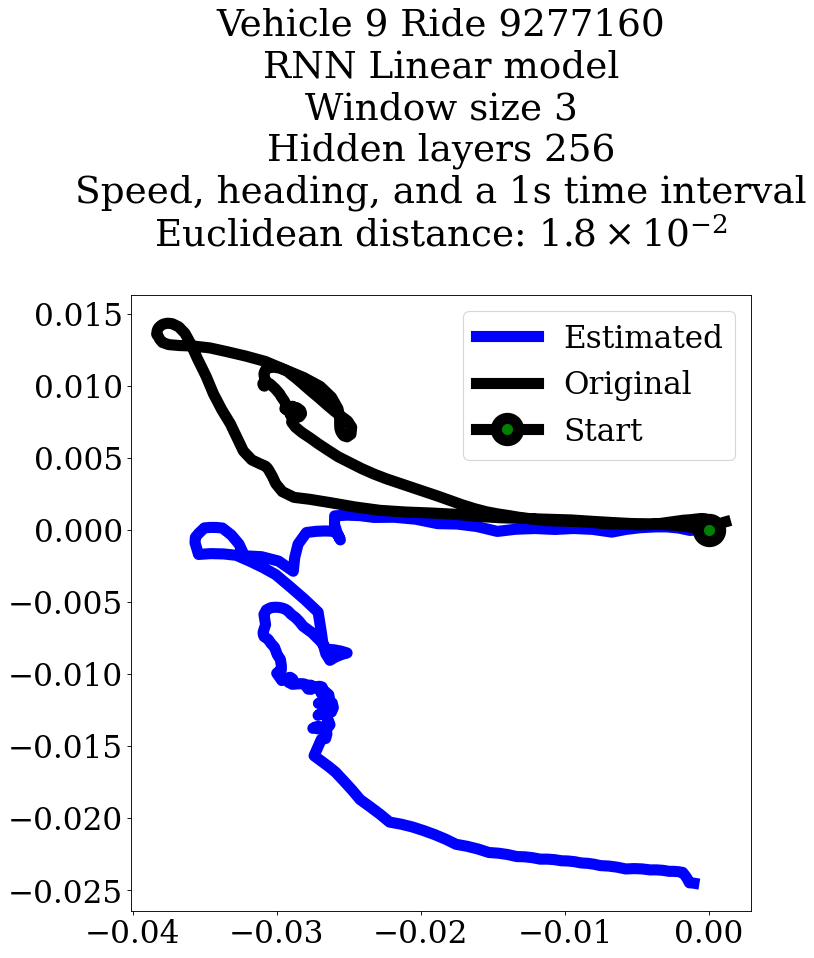 Vehicle 9 Ride 9277160
RNN Linear model
Window size 3
Hidden layers 256
Speed, heading, and a 1s time interval
Euclidean distance: 1.8 × 10⁻²
Estimated
Original
Start
0.015
0.010
0.005
0.000
−0.005
−0.010
−0.015
−0.020
−0.025
−0.04 −0.03 −0.02 −0.01 0.00